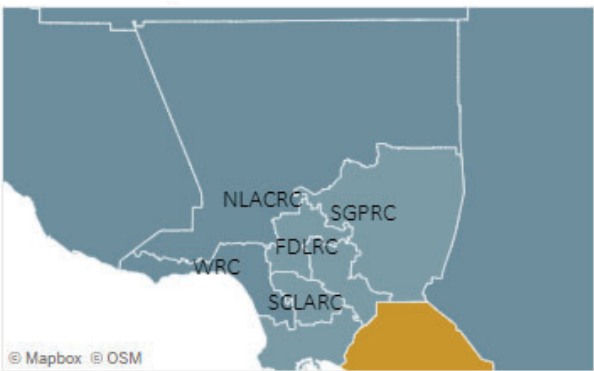 NLACRC
SGPRC
FDLRC
WRC
SCLARC
© Mapbox © OSM